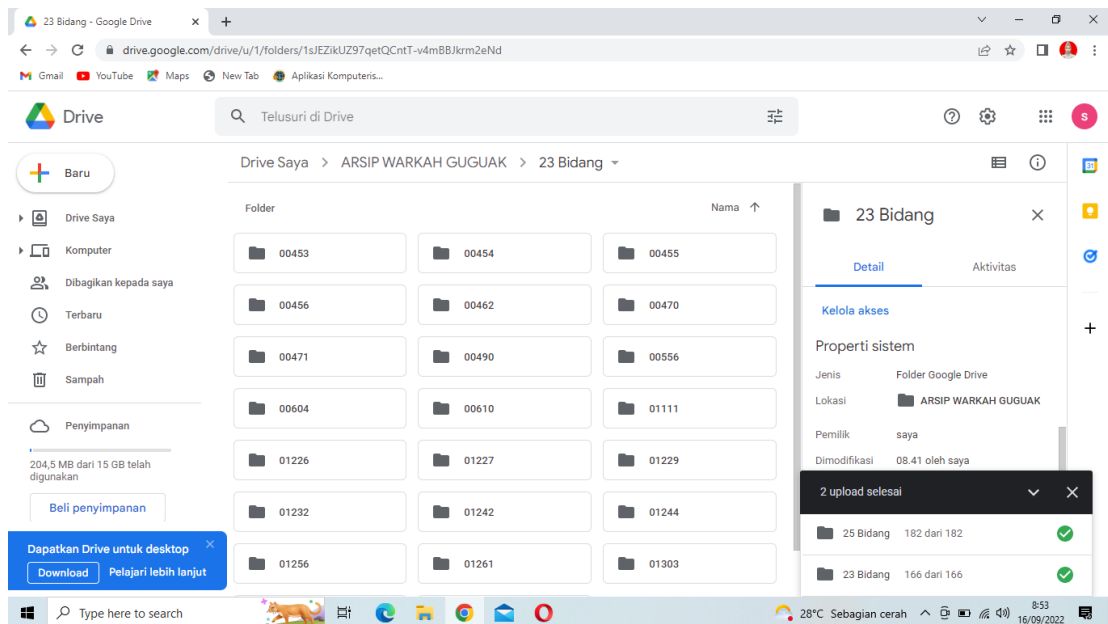 23 Bidang - Google Drive
drive.google.com/drive/u/1/folders/1sJEZikUZ97qetQCntT-v4mBBJkrm2eNd
Gmail YouTube Maps New Tab Aplikasi Komputeris...
Drive
Telusuri di Drive
S
Baru
Drive Saya > ARSIP WARKAH GUGUAK > 23 Bidang
31
Drive Saya
Komputer
Dibagikan kepada saya
Terbaru
Berbintang
Sampah
Penyimpanan
204,5 MB dari 15 GB telah
digunakan
Beli penyimpanan
Dapatkan Drive untuk desktop
Download Pelajari lebih lanjut
Folder Nama
00453 00454 00455
00456 00462 00470
00471 00490 00556
00604 00610 01111
01226 01227 01229
01232 01242 01244
01256 01261 01303
23 Bidang
Detail Aktivitas
Kelola akses
Properti sistem
Jenis Folder Google Drive
Lokasi ARSIP WARKAH GUGUAK
Pemilik saya
Dimodifikasi 08.41 oleh saya
2 upload selesai
25 Bidang 182 dari 182
23 Bidang 166 dari 166
Type here to search
28°C Sebagian cerah
8:53
16/09/2022